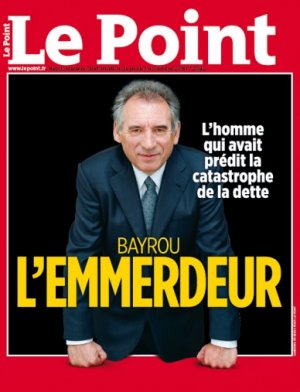 Le Point
Le Point
www.lepoint.fr
L'homme
qui avait
prédit la
catastrophe
de la dette
BAYROU
L'EMMERDEUR